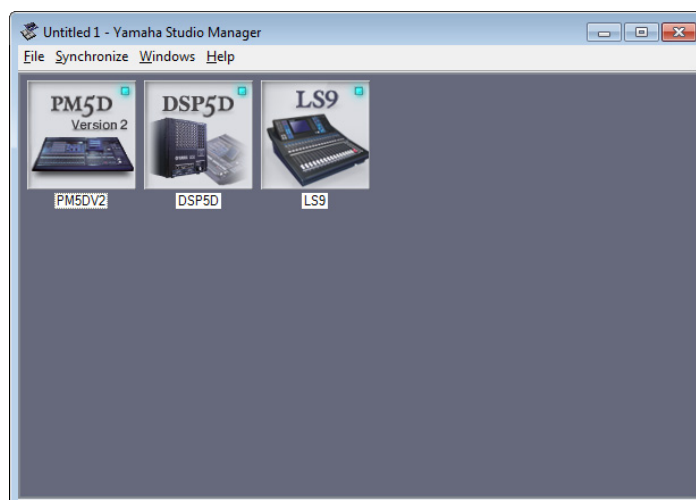 Untitled 1 - Yamaha Studio Manager
File Synchronize Windows Help
PM5D
Version 2
DSP5D
LS9
PM5DV2
DSP5D
LS9